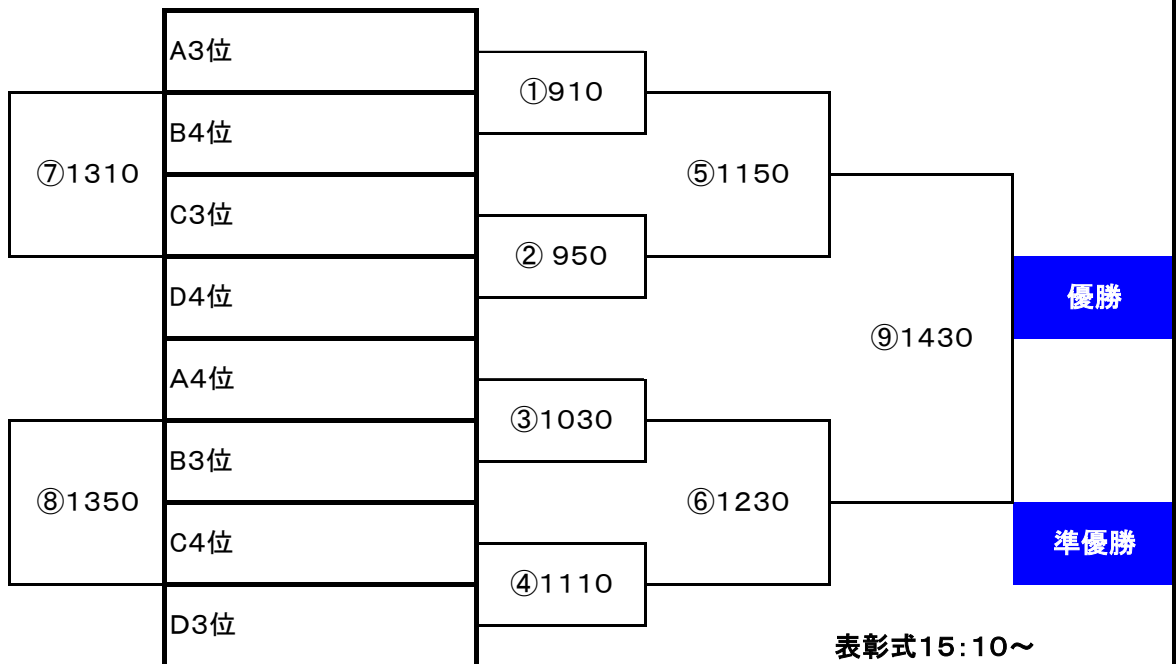 A3位
①910
B4位
⑦1310
⑤1150
C3位
② 950
D4位
優勝
⑨1430
A4位
③1030
B3位
⑧1350
⑥1230
C4位
準優勝
④1110
D3位
表彰式15:10～